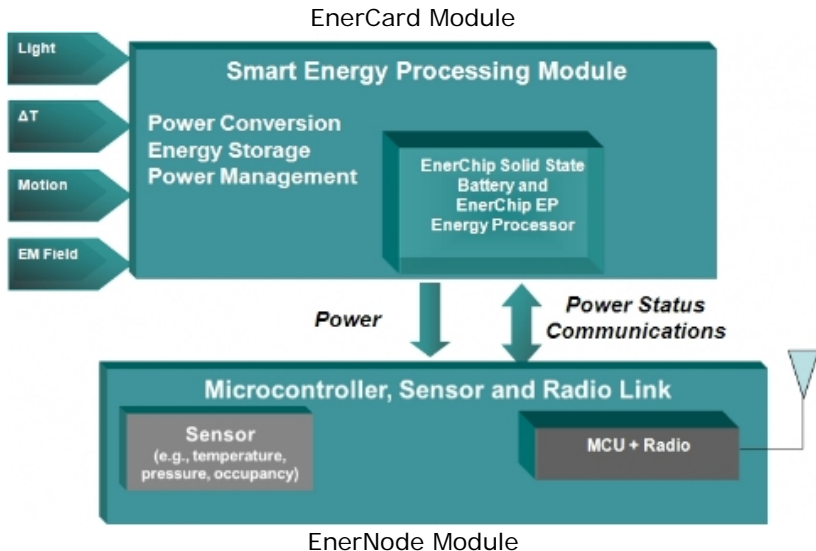 EnerCard Module
Light
ΔT
Motion
EM Field
Smart Energy Processing Module
Power Conversion
Energy Storage
Power Management
EnerChip Solid State
Battery and
EnerChip EP
Energy Processor
Power
Power Status
Communications
Microcontroller, Sensor and Radio Link
Sensor
(e.g., temperature,
pressure, occupancy)
MCU + Radio
EnerNode Module